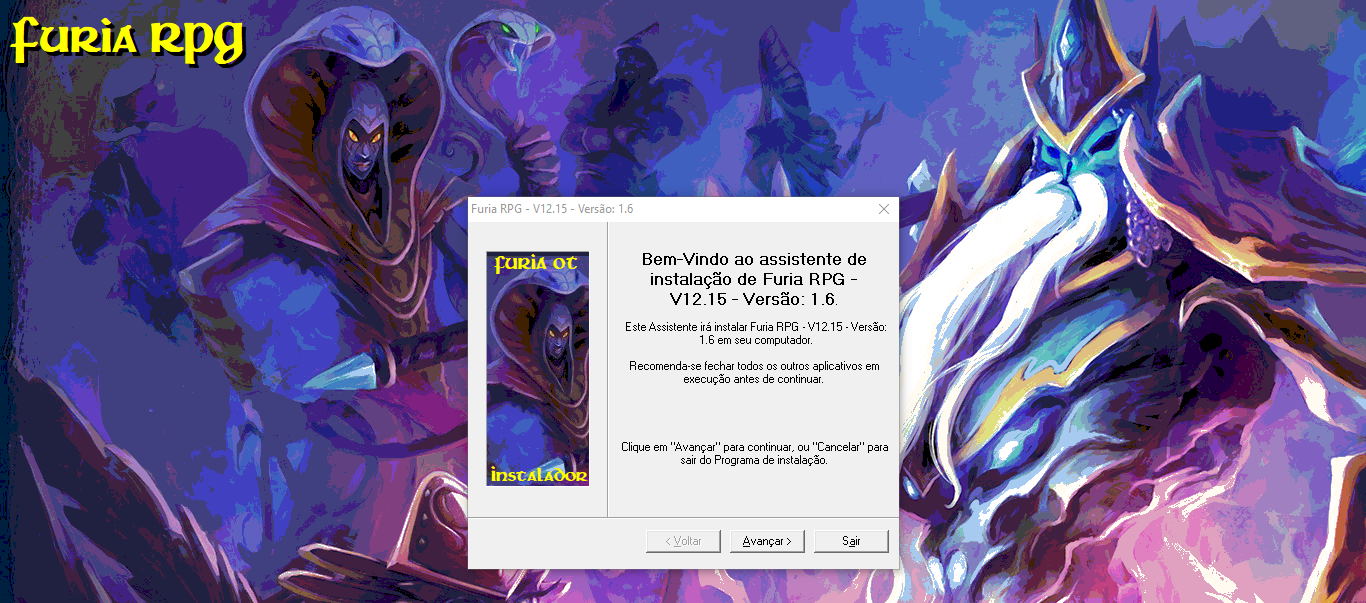 Furia RPG
Furia RPG - V12.15 - Versão: 1.6
Furia OT
Instalador
Bem-Vindo ao assistente de
instalação de Furia RPG -
V12.15 - Versão: 1.6.
Este Assistente irá instalar Furia RPG - V12.15 - Versão:
1.6 em seu computador.
Recomenda-se fechar todos os outros aplicativos em
execução antes de continuar.
Clique em "Avançar" para continuar, ou "Cancelar" para
sair do Programa de instalação.
< Voltar
Avançar >
Sair